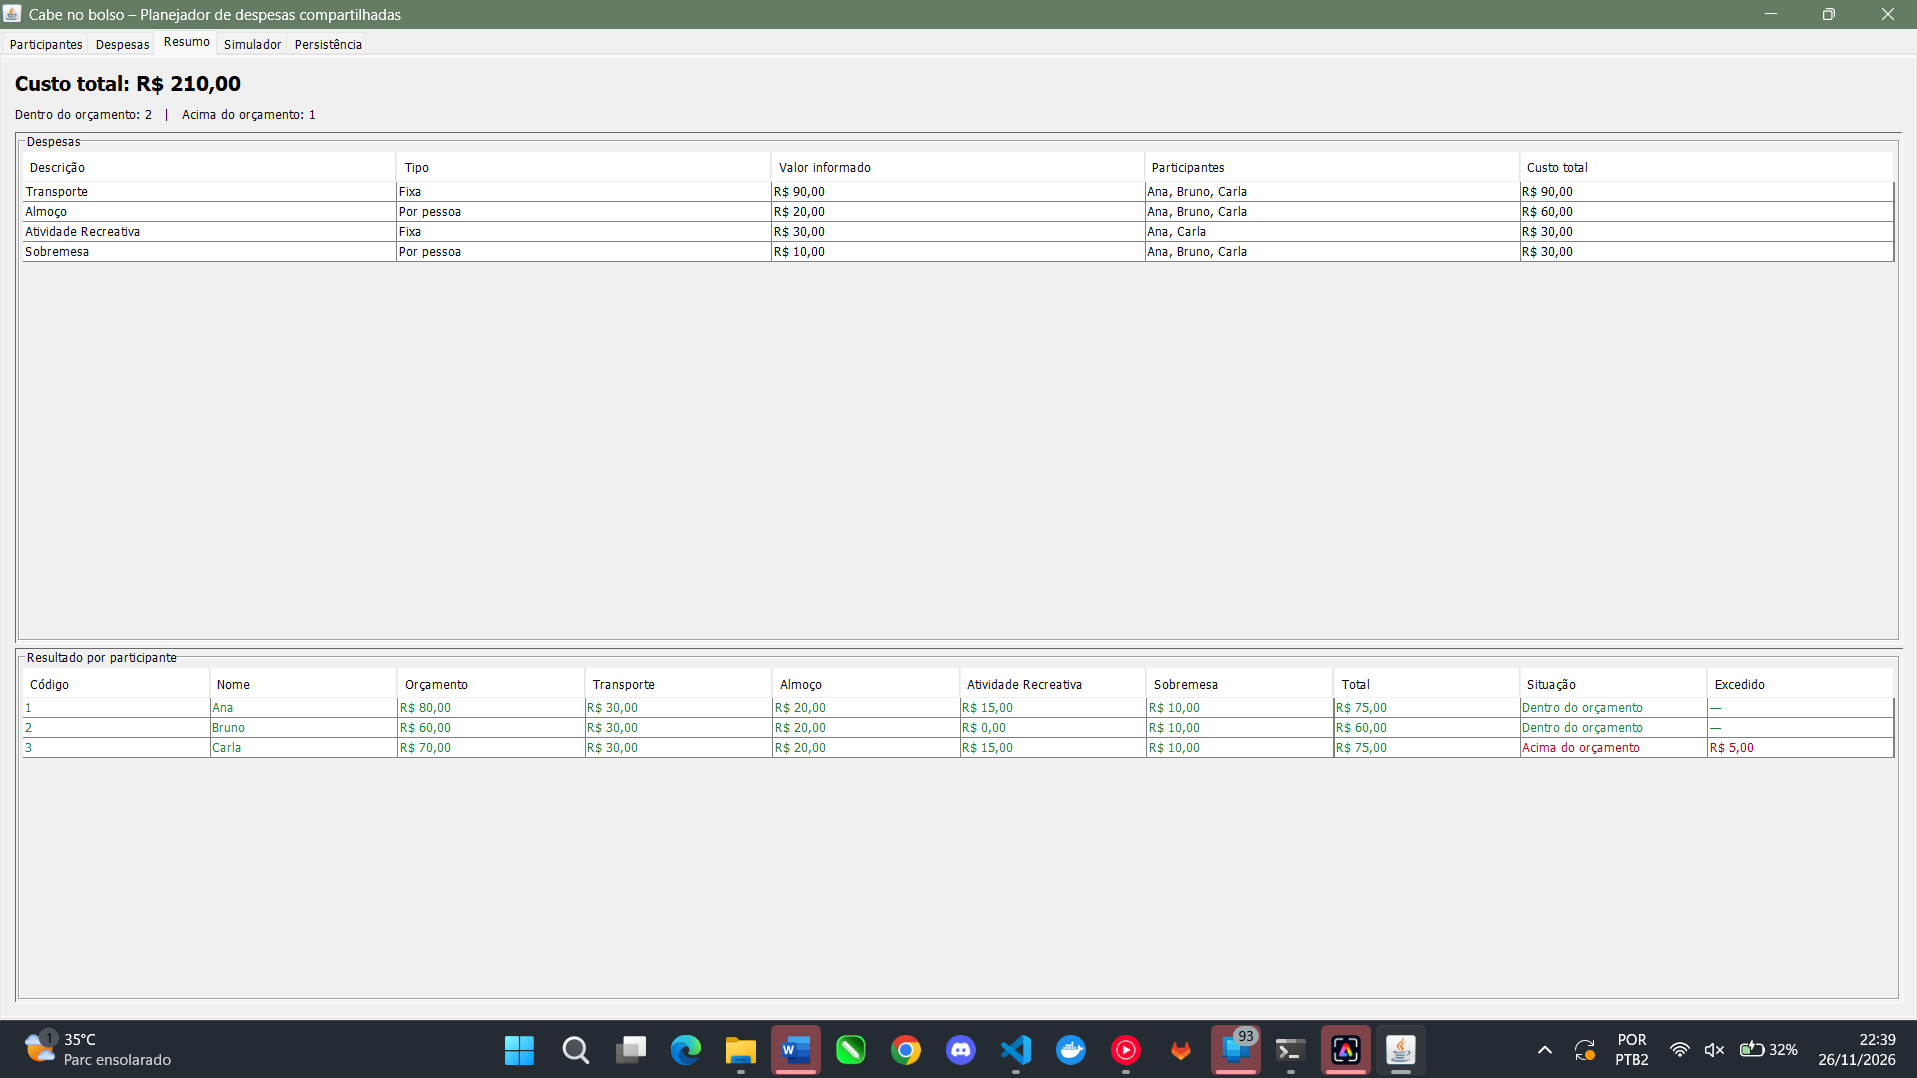 Cabe no bolso – Planejador de despesas compartilhadas
Participantes Despesas Resumo Simulador Persistência
Custo total: R$ 210,00
Dentro do orçamento: 2 | Acima do orçamento: 1
Despesas
Descrição Tipo Valor informado Participantes Custo total
Transporte Fixa R$ 90,00 Ana, Bruno, Carla R$ 90,00
Almoço Por pessoa R$ 20,00 Ana, Bruno, Carla R$ 60,00
Atividade Recreativa Fixa R$ 30,00 Ana, Carla R$ 30,00
Sobremesa Por pessoa R$ 10,00 Ana, Bruno, Carla R$ 30,00
Resultado por participante
Código Nome Orçamento Transporte Almoço Atividade Recreativa Sobremesa Total Situação Excedido
1 Ana R$ 80,00 R$ 30,00 R$ 20,00 R$ 15,00 R$ 10,00 R$ 75,00 Dentro do orçamento —
2 Bruno R$ 60,00 R$ 30,00 R$ 20,00 R$ 0,00 R$ 10,00 R$ 60,00 Dentro do orçamento —
3 Carla R$ 70,00 R$ 30,00 R$ 20,00 R$ 15,00 R$ 10,00 R$ 75,00 Acima do orçamento R$ 5,00
1 35°C
Parc ensolarado
W
93
POR
PTB2
32%
22:39
26/11/2026